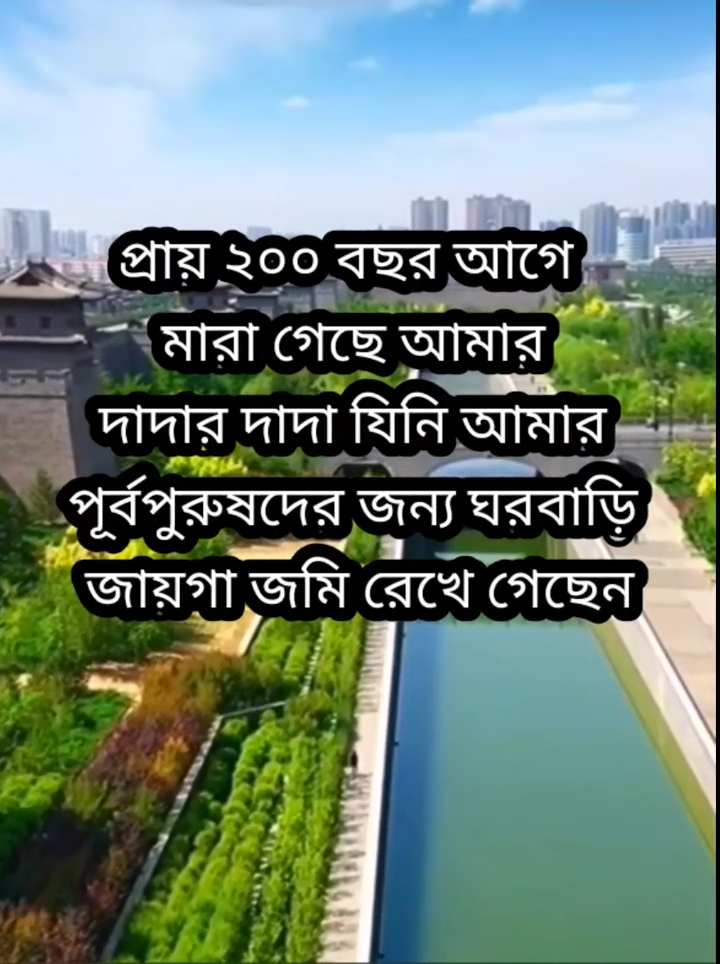 প্রায় ২০০ বছর আগে
মারা গেছে আমার
দাদার দাদা যিনি আমার
পূর্বপুরুষদের জন্য ঘরবাড়ি
জায়গা জমি রেখে গেছেন